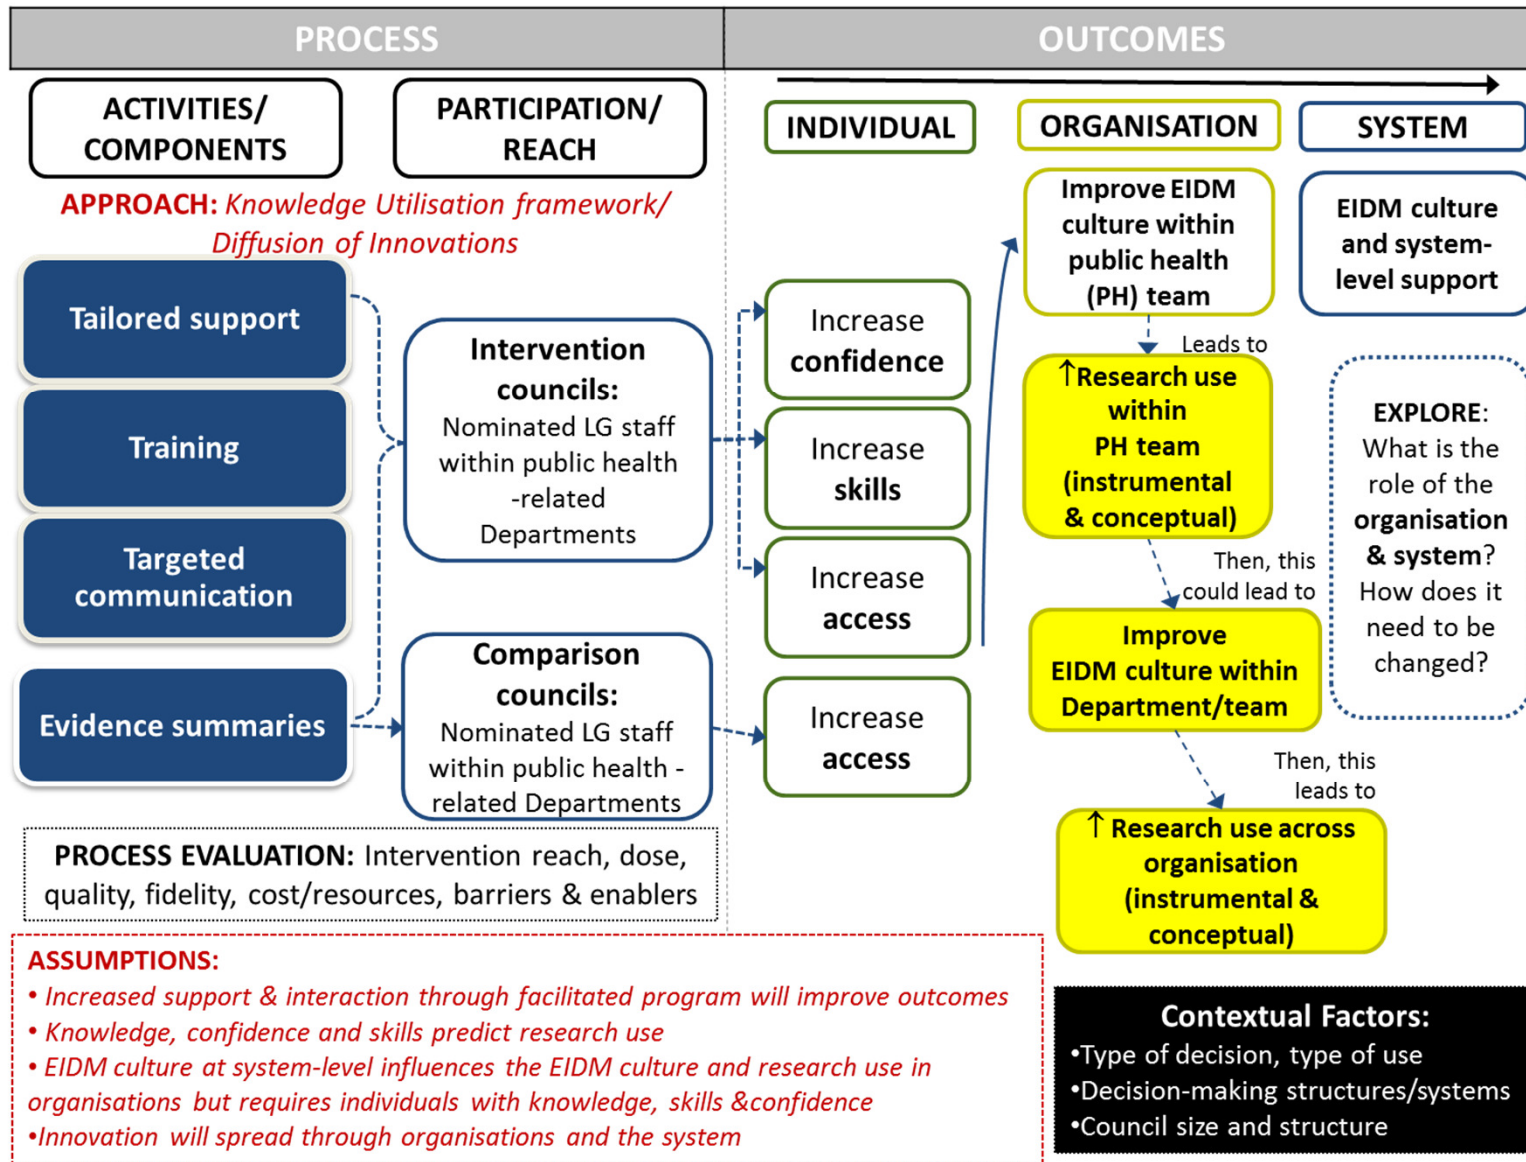 PROCESS
OUTCOMES
ACTIVITIES/
COMPONENTS
PARTICIPATION/
REACH
INDIVIDUAL
ORGANISATION
SYSTEM
APPROACH: Knowledge Utilisation framework/
Diffusion of Innovations
Tailored support
Training
Targeted
communication
Evidence summaries
Intervention
councils:
Nominated LG staff
within public health
-related
Departments
Comparison
councils:
Nominated LG staff
within public health -
related Departments
Increase
confidence
Increase
skills
Increase
access
Increase
access
Improve EIDM
culture within
public health
(PH) team
Leads to
↑Research use
within
PH team
(instrumental
& conceptual)
Then, this
could lead to
Improve
EIDM culture within
Department/team
Then, this
leads to
↑ Research use across
organisation
(instrumental &
conceptual)
EIDM culture
and system-
level support
EXPLORE:
What is the
role of the
organisation
& system?
How does it
need to be
changed?
PROCESS EVALUATION: Intervention reach, dose,
quality, fidelity, cost/resources, barriers & enablers
ASSUMPTIONS:
• Increased support & interaction through facilitated program will improve outcomes
• Knowledge, confidence and skills predict research use
• EIDM culture at system-level influences the EIDM culture and research use in
organisations but requires individuals with knowledge, skills &confidence
•Innovation will spread through organisations and the system
Contextual Factors:
•Type of decision, type of use
•Decision-making structures/systems
•Council size and structure